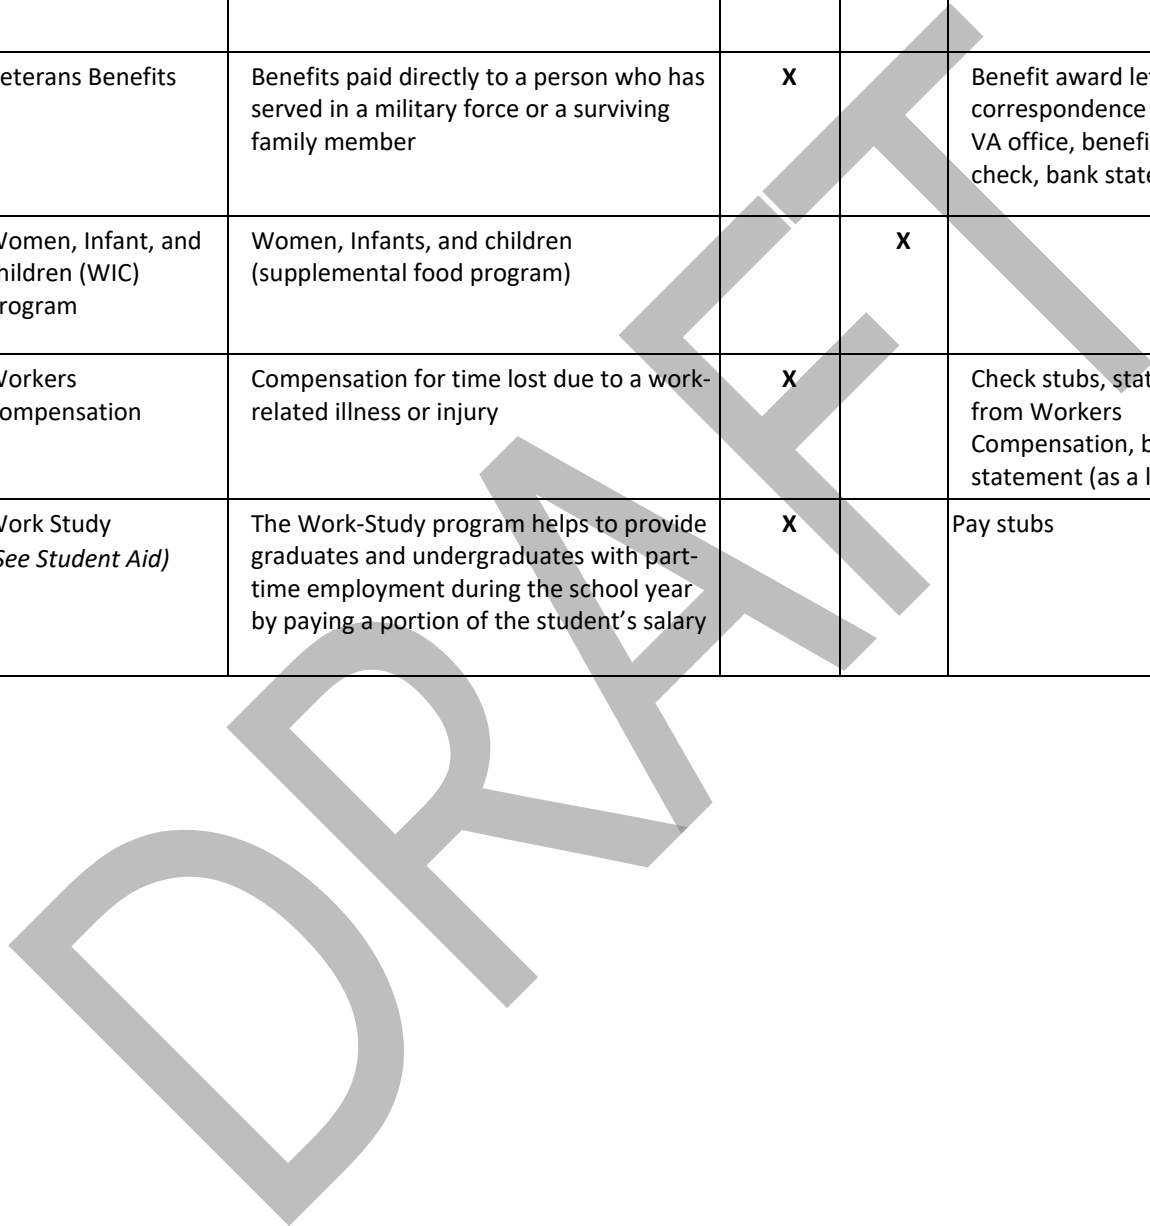 eterans Benefits
Benefits paid directly to a person who has
served in a military force or a surviving
family member
X
Benefit award le
correspondence
VA office, benefi
check, bank state
Women, Infant, and
hildren (WIC)
rogram
Women, Infants, and children
(supplemental food program)
X
Workers
ompensation
Compensation for time lost due to a work-
related illness or injury
X
Check stubs, stat
from Workers
Compensation, b
statement (as a l
Work Study
See Student Aid)
The Work-Study program helps to provide
graduates and undergraduates with part-
time employment during the school year
by paying a portion of the student’s salary
X
Pay stubs
DRAFT